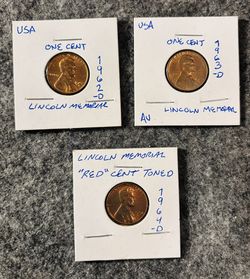 USA
ONE CENT
1962-D
LINCOLN MEMORIAL
USA
ONE CENT
1963-D
AU
LINCOLN MEMORIAL
LINCOLN MEMORIAL
"RED" CENT TONED
1964-D